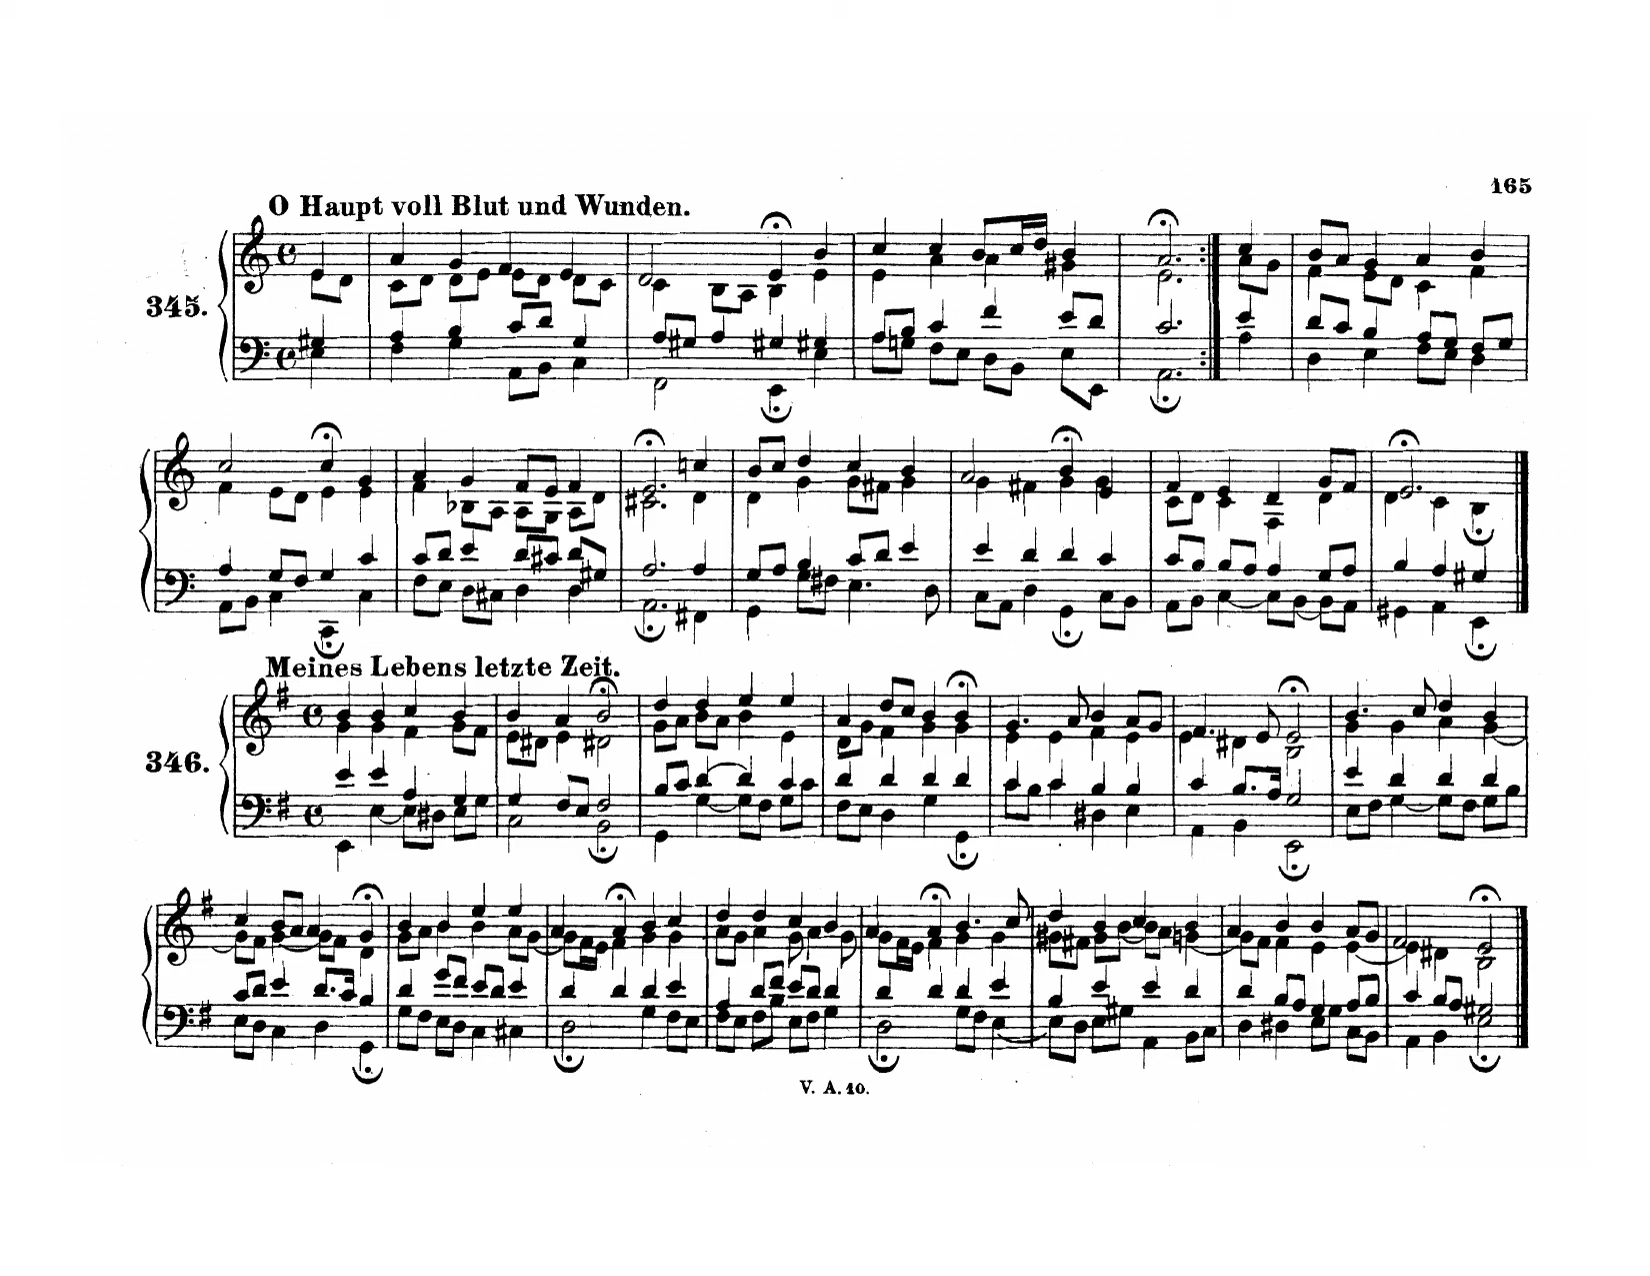 165
O Haupt voll Blut und Wunden.
345.
Meines Lebens letzte Zeit.
346.
V. A. 10.